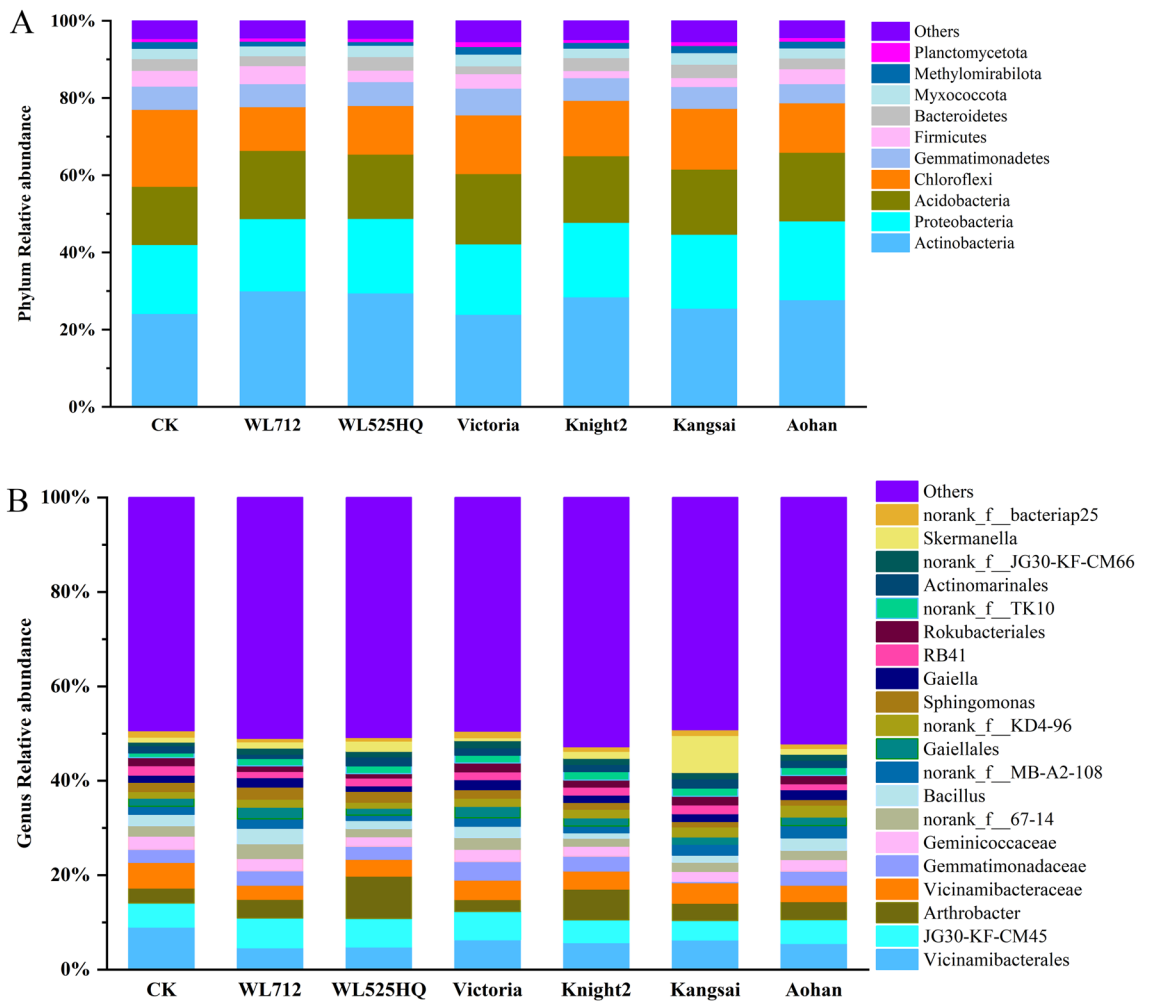 A
Phylum Relative abundance
100%
80%
60%
40%
20%
0%
CK
WL712
WL525HQ
Victoria
Knight2
Kangsai
Aohan
Others
Planctomycetota
Methylomirabilota
Myxococcota
Bacteroidetes
Firmicutes
Gemmatimonadetes
Chloroflexi
Acidobacteria
Proteobacteria
Actinobacteria
B
Genus Relative abundance
100%
80%
60%
40%
20%
0%
CK
WL712
WL525HQ
Victoria
Knight2
Kangsai
Aohan
Others
norank_f__bacteriap25
Skermanella
norank_f__JG30-KF-CM66
Actinomarinales
norank_f__TK10
Rokubacteriales
RB41
Gaiella
Sphingomonas
norank_f__KD4-96
Gaiellales
norank_f__MB-A2-108
Bacillus
norank_f__67-14
Geminicoccaceae
Gemmatimonadaceae
Vicinamibacteraceae
Arthrobacter
JG30-KF-CM45
Vicinamibacterales